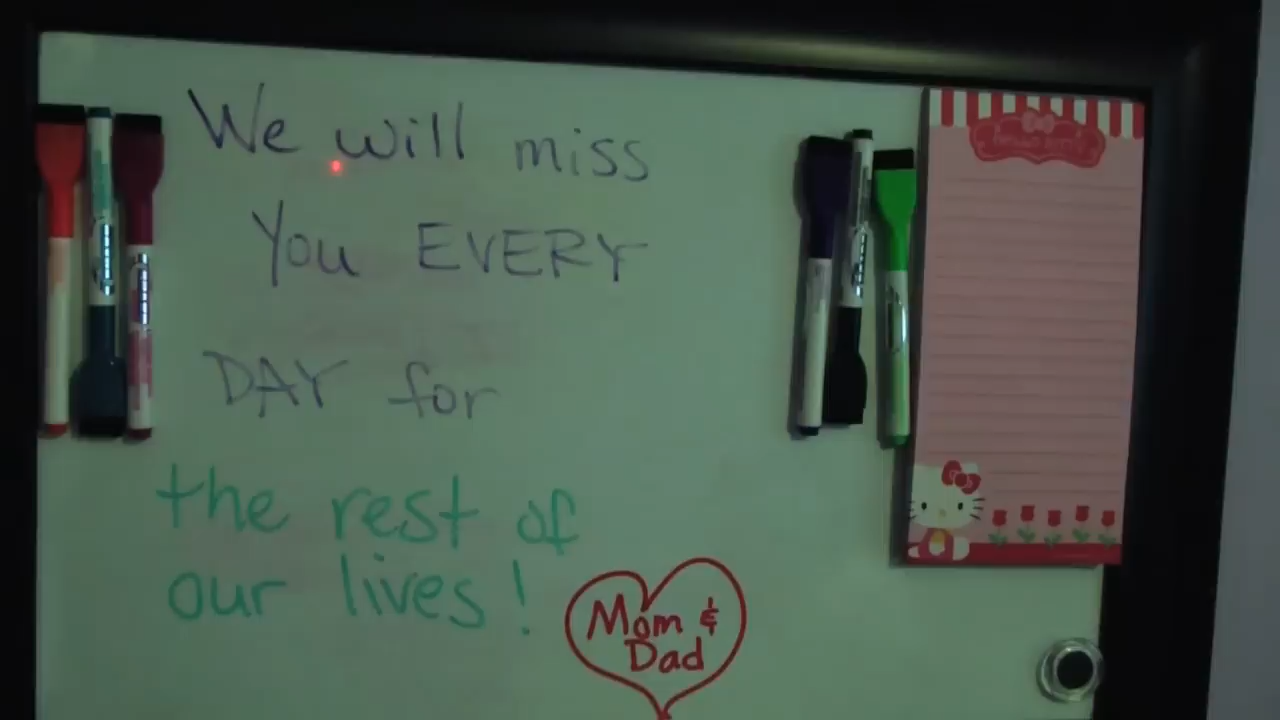 We will miss
You EVERY
DAY for
the rest of
our lives!
Mom &
Dad